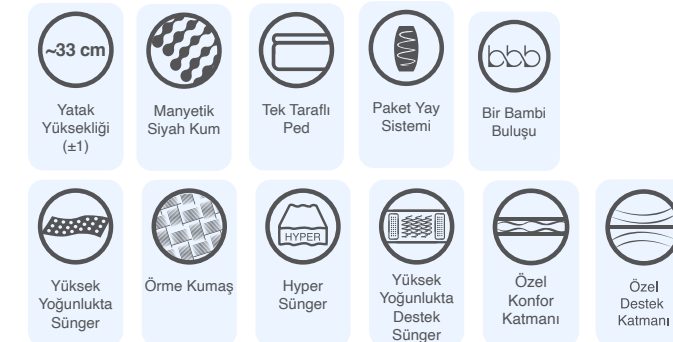 ~33 cm
Yatak
Yüksekliği
(±1)
Manyetik
Siyah Kum
Tek Taraflı
Ped
Paket Yay
Sistemi
bbb
Bir Bambi
Buluşu
Yüksek
Yoğunlukta
Sünger
Örme Kumaş
HYPER
Hyper
Sünger
Yüksek
Yoğunlukta
Destek
Sünger
Özel
Konfor
Katmanı
Özel
Destek
Katmanı